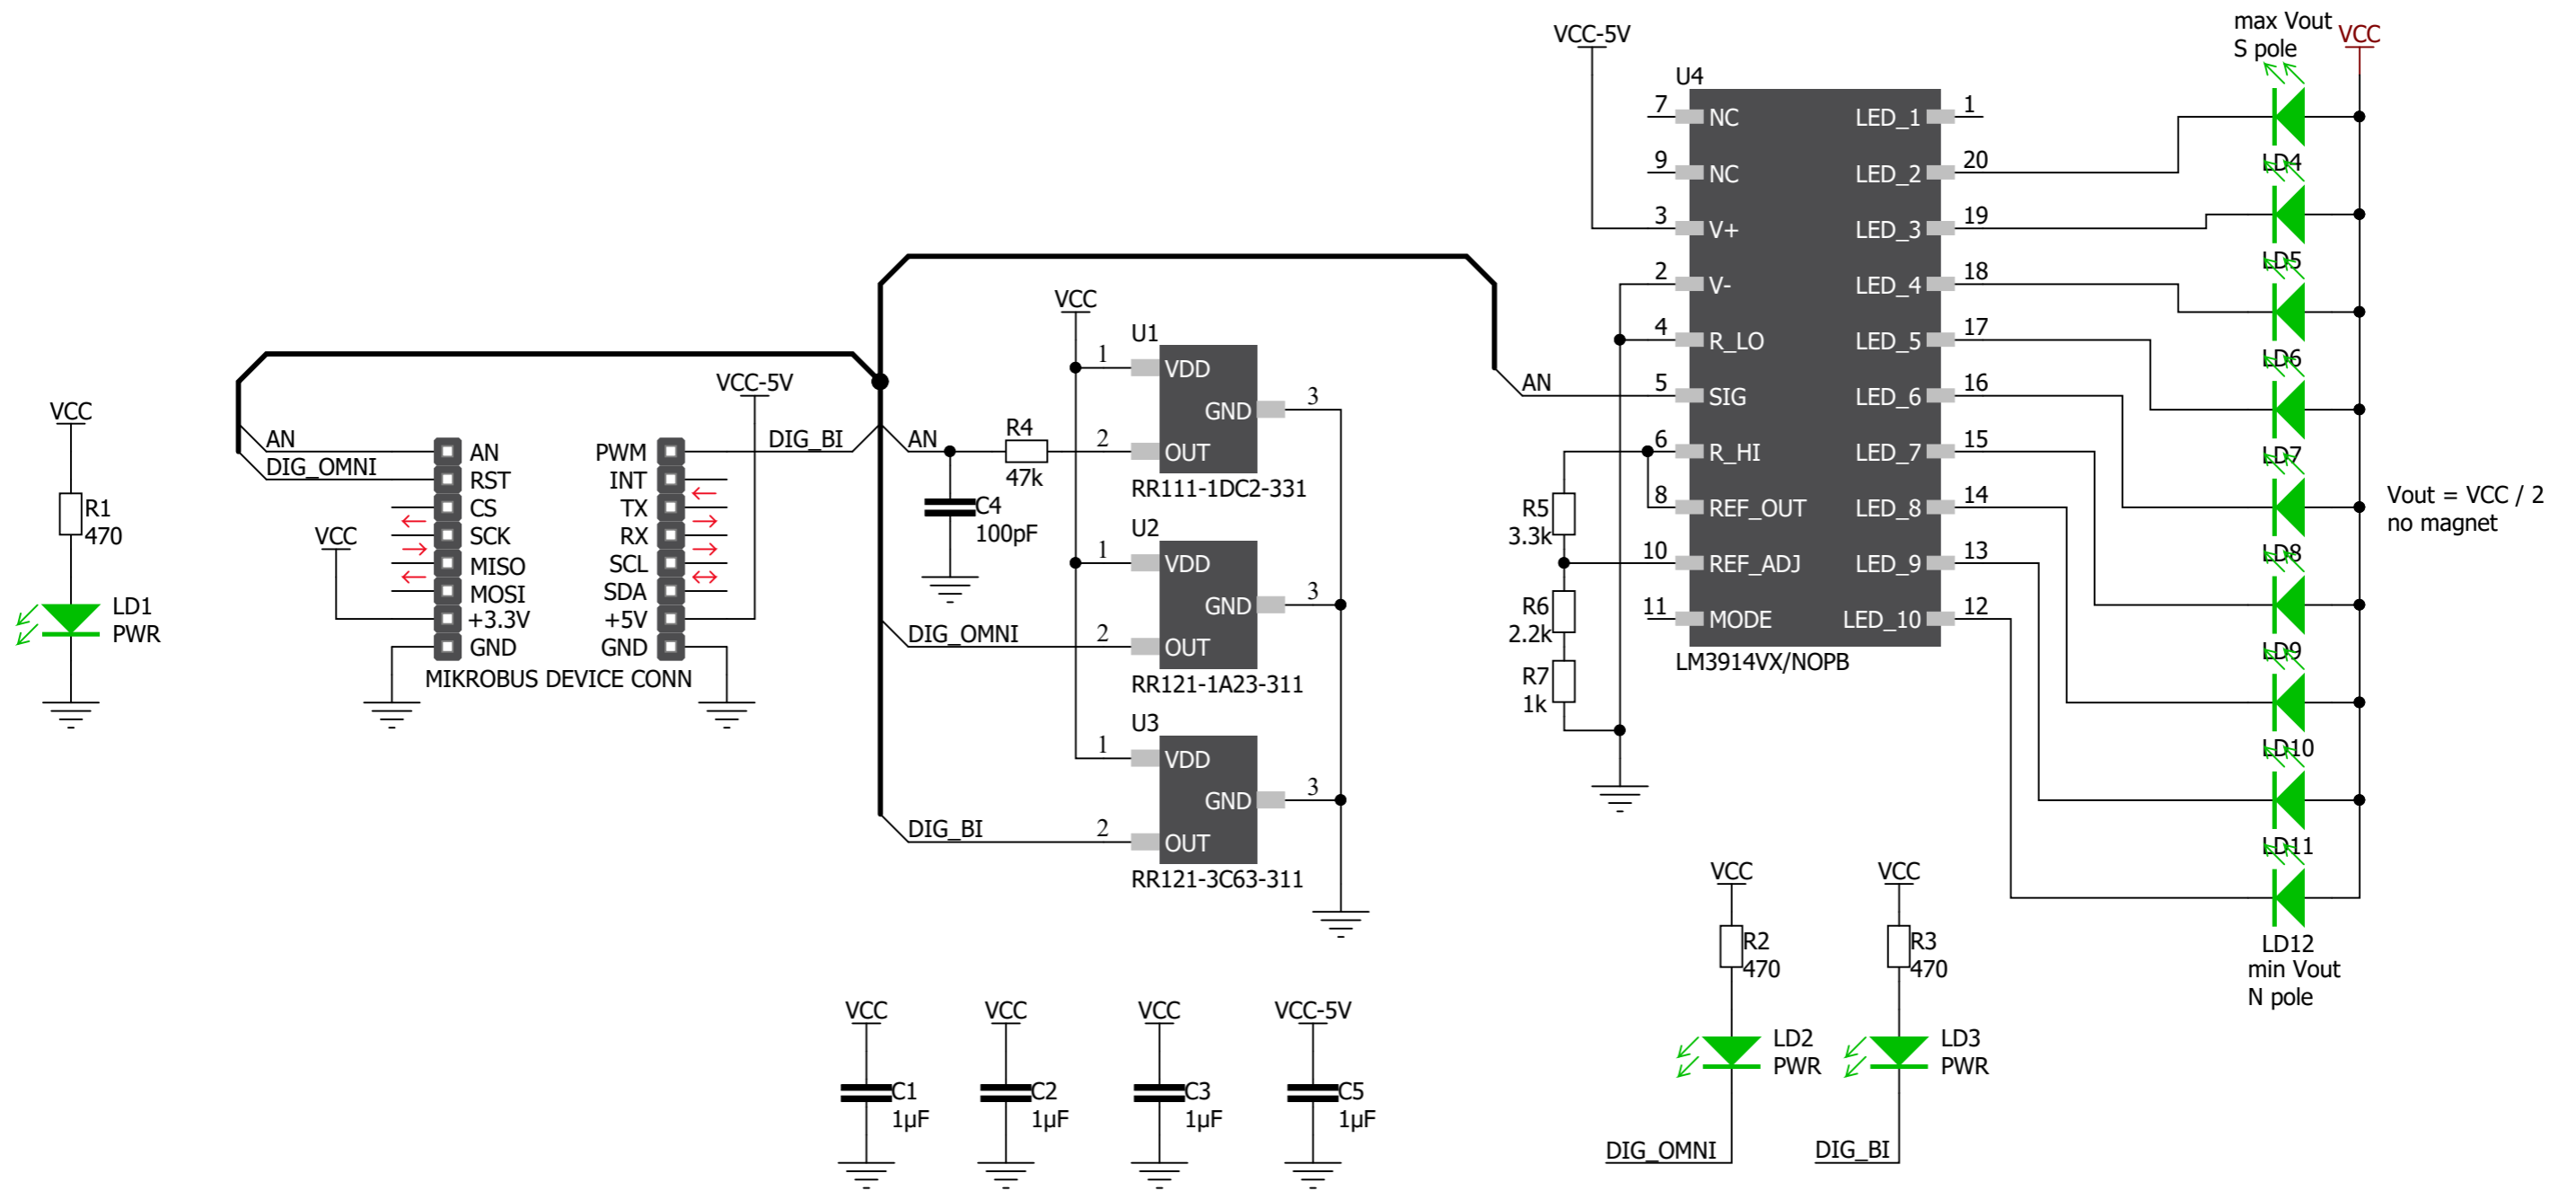 VCC
R1
470
LD1
PWR
AN
DIG_OMNI
VCC
AN
RST
CS
SCK
MISO
MOSI
+3.3V
GND
PWM
INT
TX
RX
SCL
SDA
+5V
GND
MIKROBUS DEVICE CONN
VCC-5V
DIG_BI
AN
R4
47k
C4
100pF
DIG_OMNI
DIG_BI
VCC
U1
1
VDD
GND
3
2
OUT
RR111-1DC2-331
U2
1
VDD
GND
3
2
OUT
RR121-1A23-311
U3
1
VDD
GND
3
2
OUT
RR121-3C63-311
VCC
C1
1µF
VCC
C2
1µF
VCC
C3
1µF
VCC-5V
C5
1µF
VCC-5V
AN
U4
7
NC
9
NC
3
V+
2
V-
4
R_LO
5
SIG
6
R_HI
8
REF_OUT
10
REF_ADJ
11
MODE
LED_1
1
LED_2
20
LED_3
19
LED_4
18
LED_5
17
LED_6
16
LED_7
15
LED_8
14
LED_9
13
LED_10
12
LM3914VX/NOPB
R5
3.3k
R6
2.2k
R7
1k
VCC
R2
470
LD2
PWR
DIG_OMNI
VCC
R3
470
LD3
PWR
DIG_BI
max Vout
S pole
VCC
LD4
LD5
LD6
LD7
LD8
LD9
LD10
LD11
LD12
min Vout
N pole
Vout = VCC / 2
no magnet